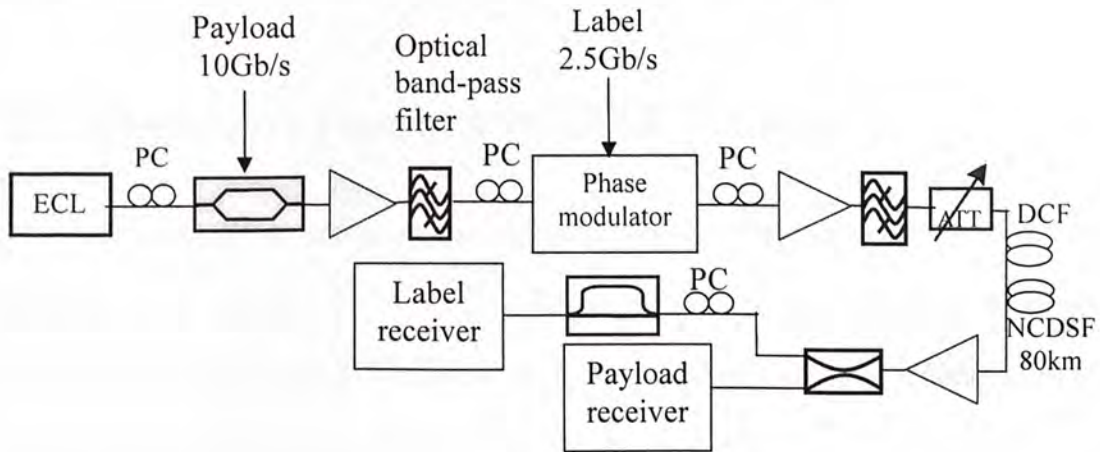 Payload
10Gb/s
Optical
band-pass
filter
Label
2.5Gb/s
PC
PC
PC
ECL
Phase
modulator
ATT
DCF
NCDSF
80km
PC
Label
receiver
Payload
receiver